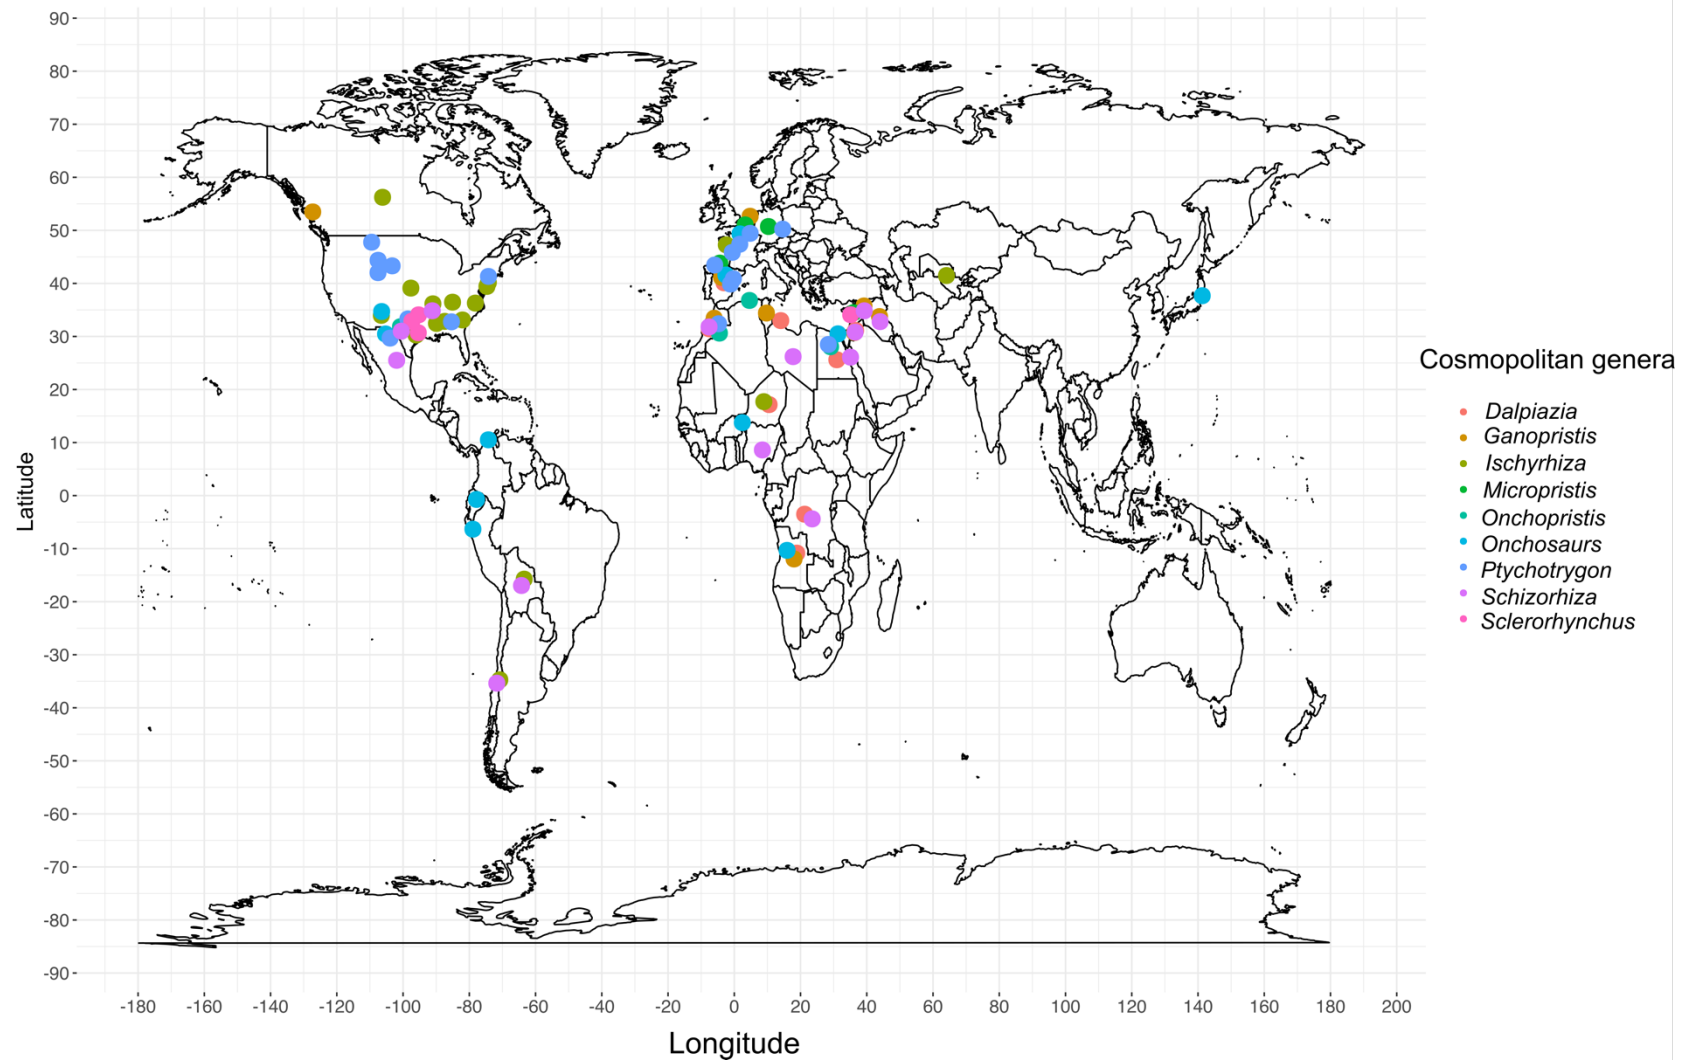 90
80
70
60
50
40
30
20
10
0
-10
-20
-30
-40
-50
-60
-70
-80
-90
Latitude
-180 -160 -140 -120 -100 -80 -60 -40 -20 0 20 40 60 80 100 120 140 160 180 200
Longitude
Cosmopolitan genera
Dalpiazia
Ganopristis
Ischyrhiza
Micropristis
Onchopristis
Onchosaurs
Ptychotrygon
Schizorhiza
Sclerorhynchus